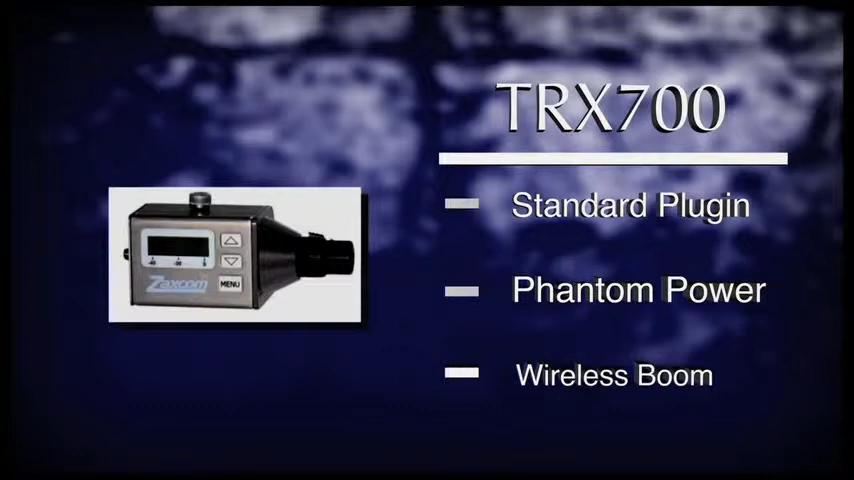 TRX700
Standard Plugin
Phantom Power
Wireless Boom
Zaxcom
MENU